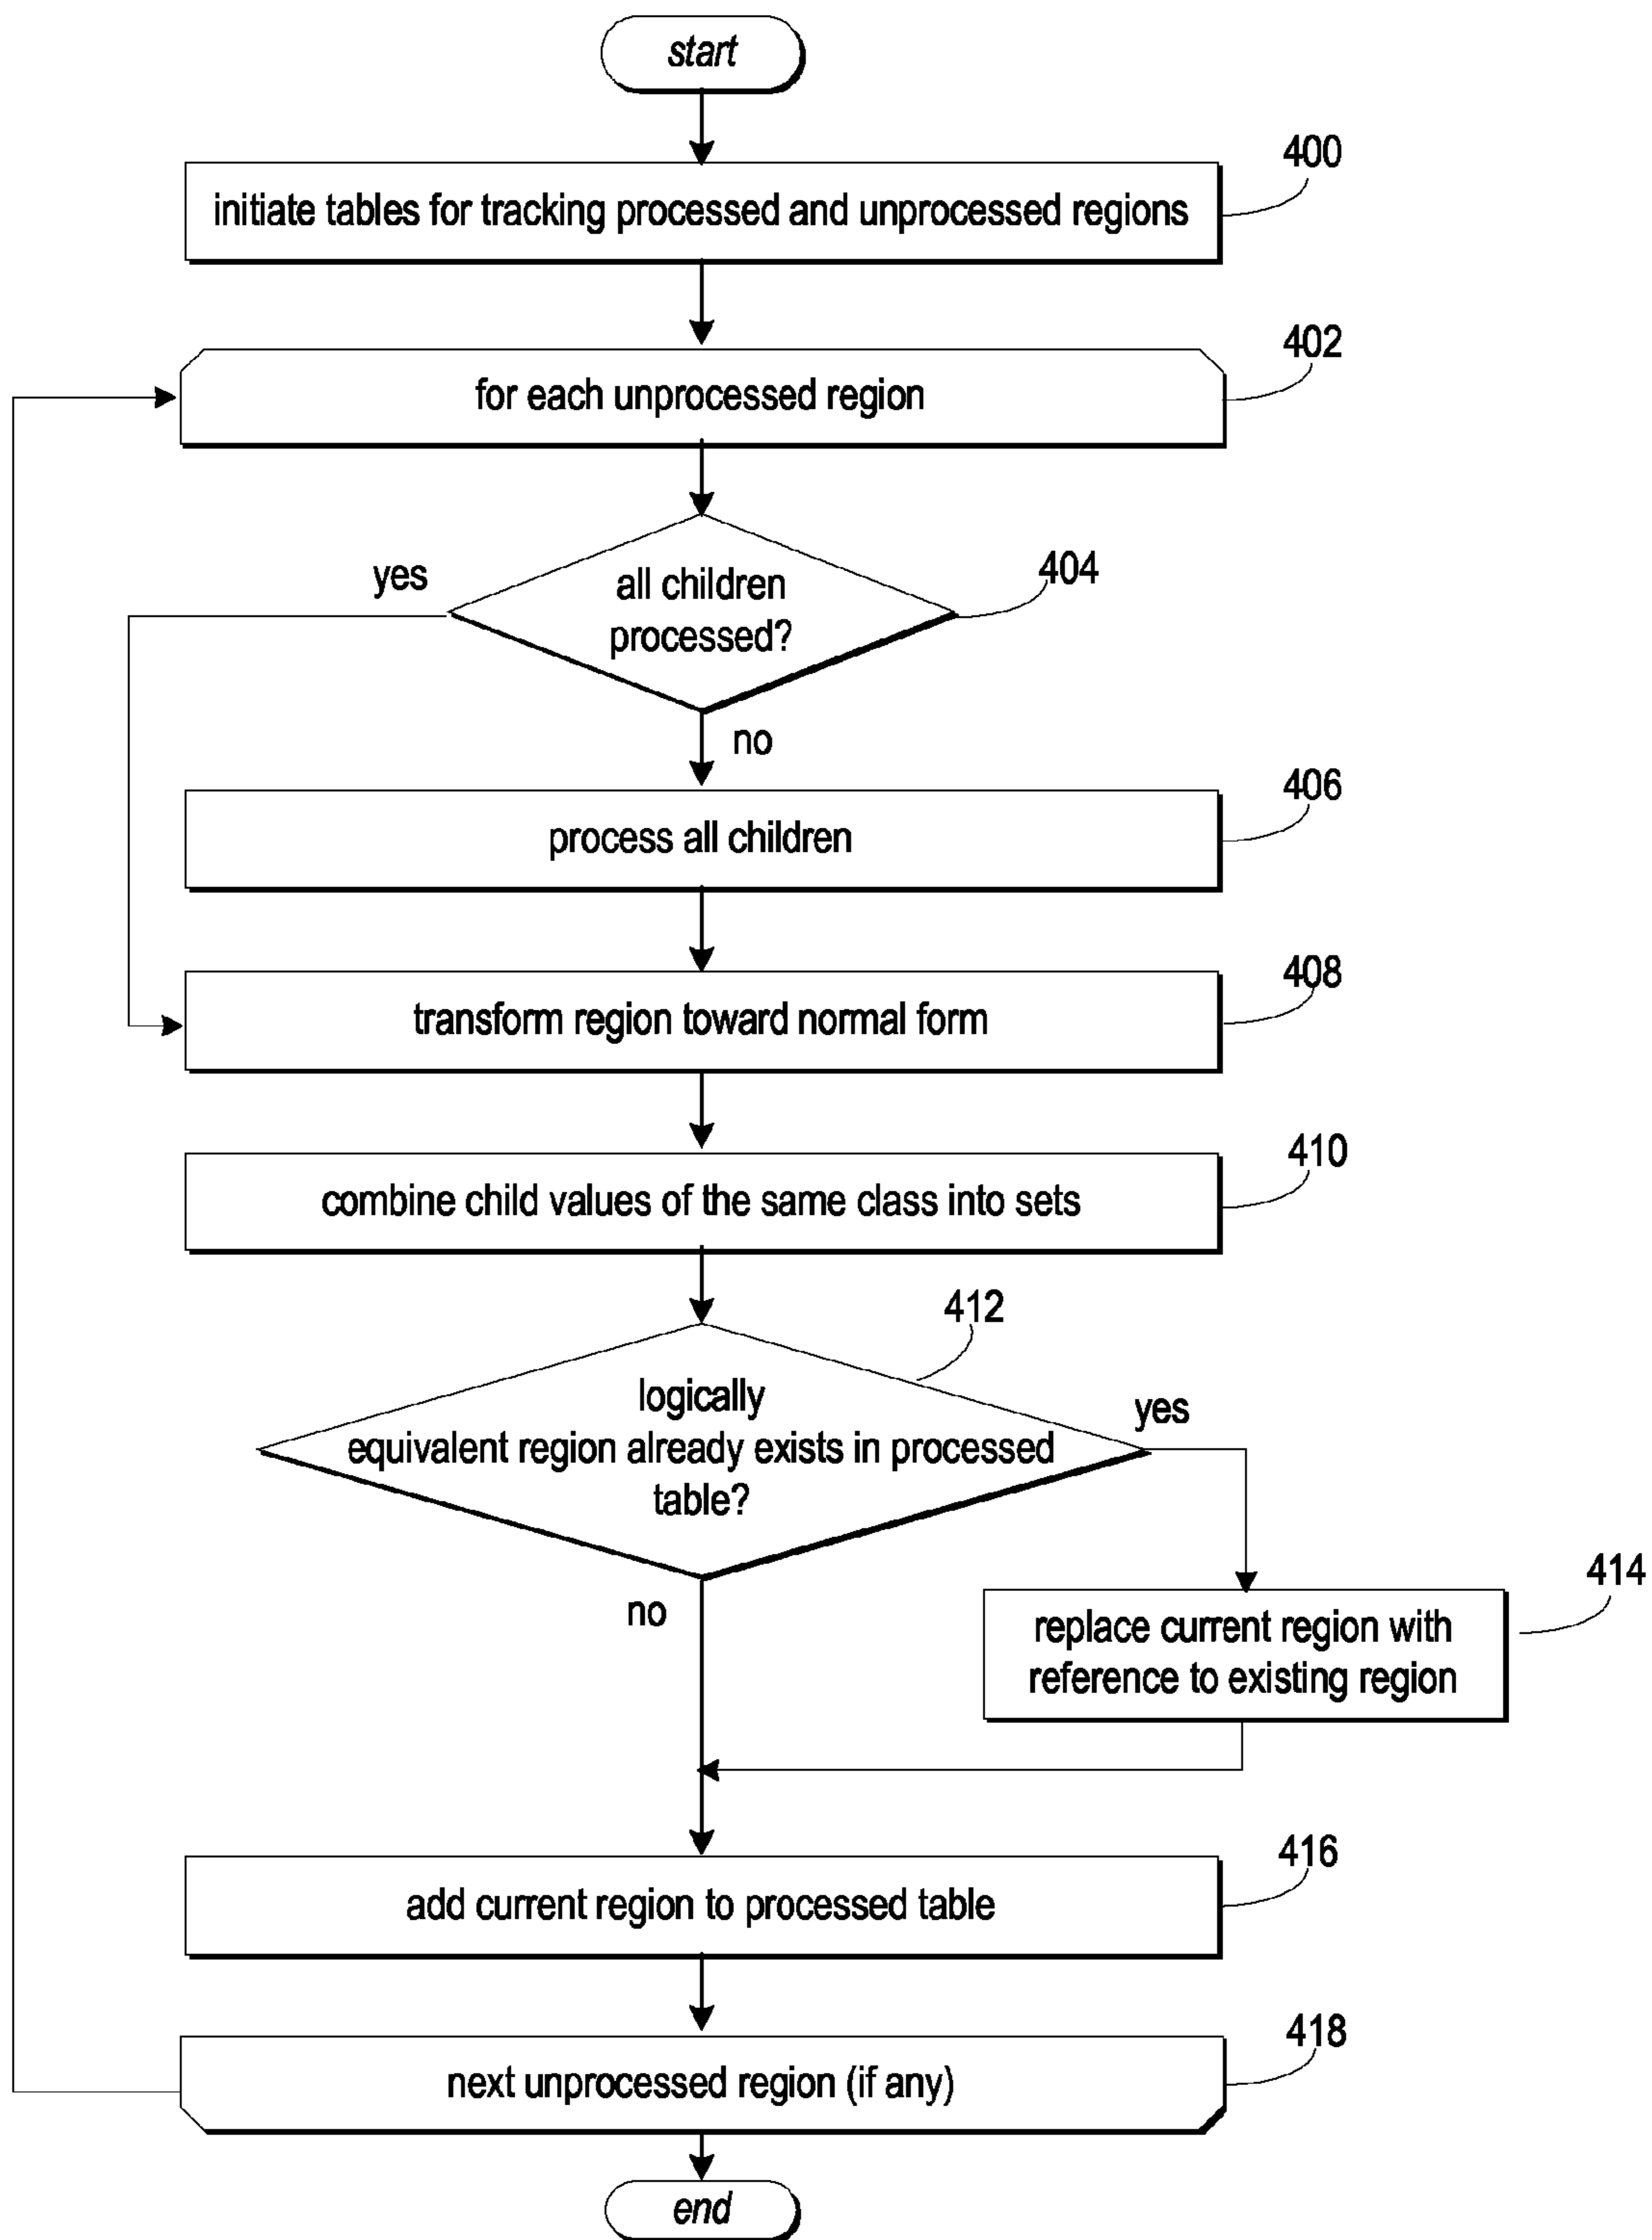 start
400
initiate tables for tracking processed and unprocessed regions
402
for each unprocessed region
yes
404
all children
processed?
no
406
process all children
408
transform region toward normal form
410
combine child values of the same class into sets
412
logically
yes
equivalent region already exists in processed
table?
no
414
replace current region with
reference to existing region
416
add current region to processed table
418
next unprocessed region (if any)
end